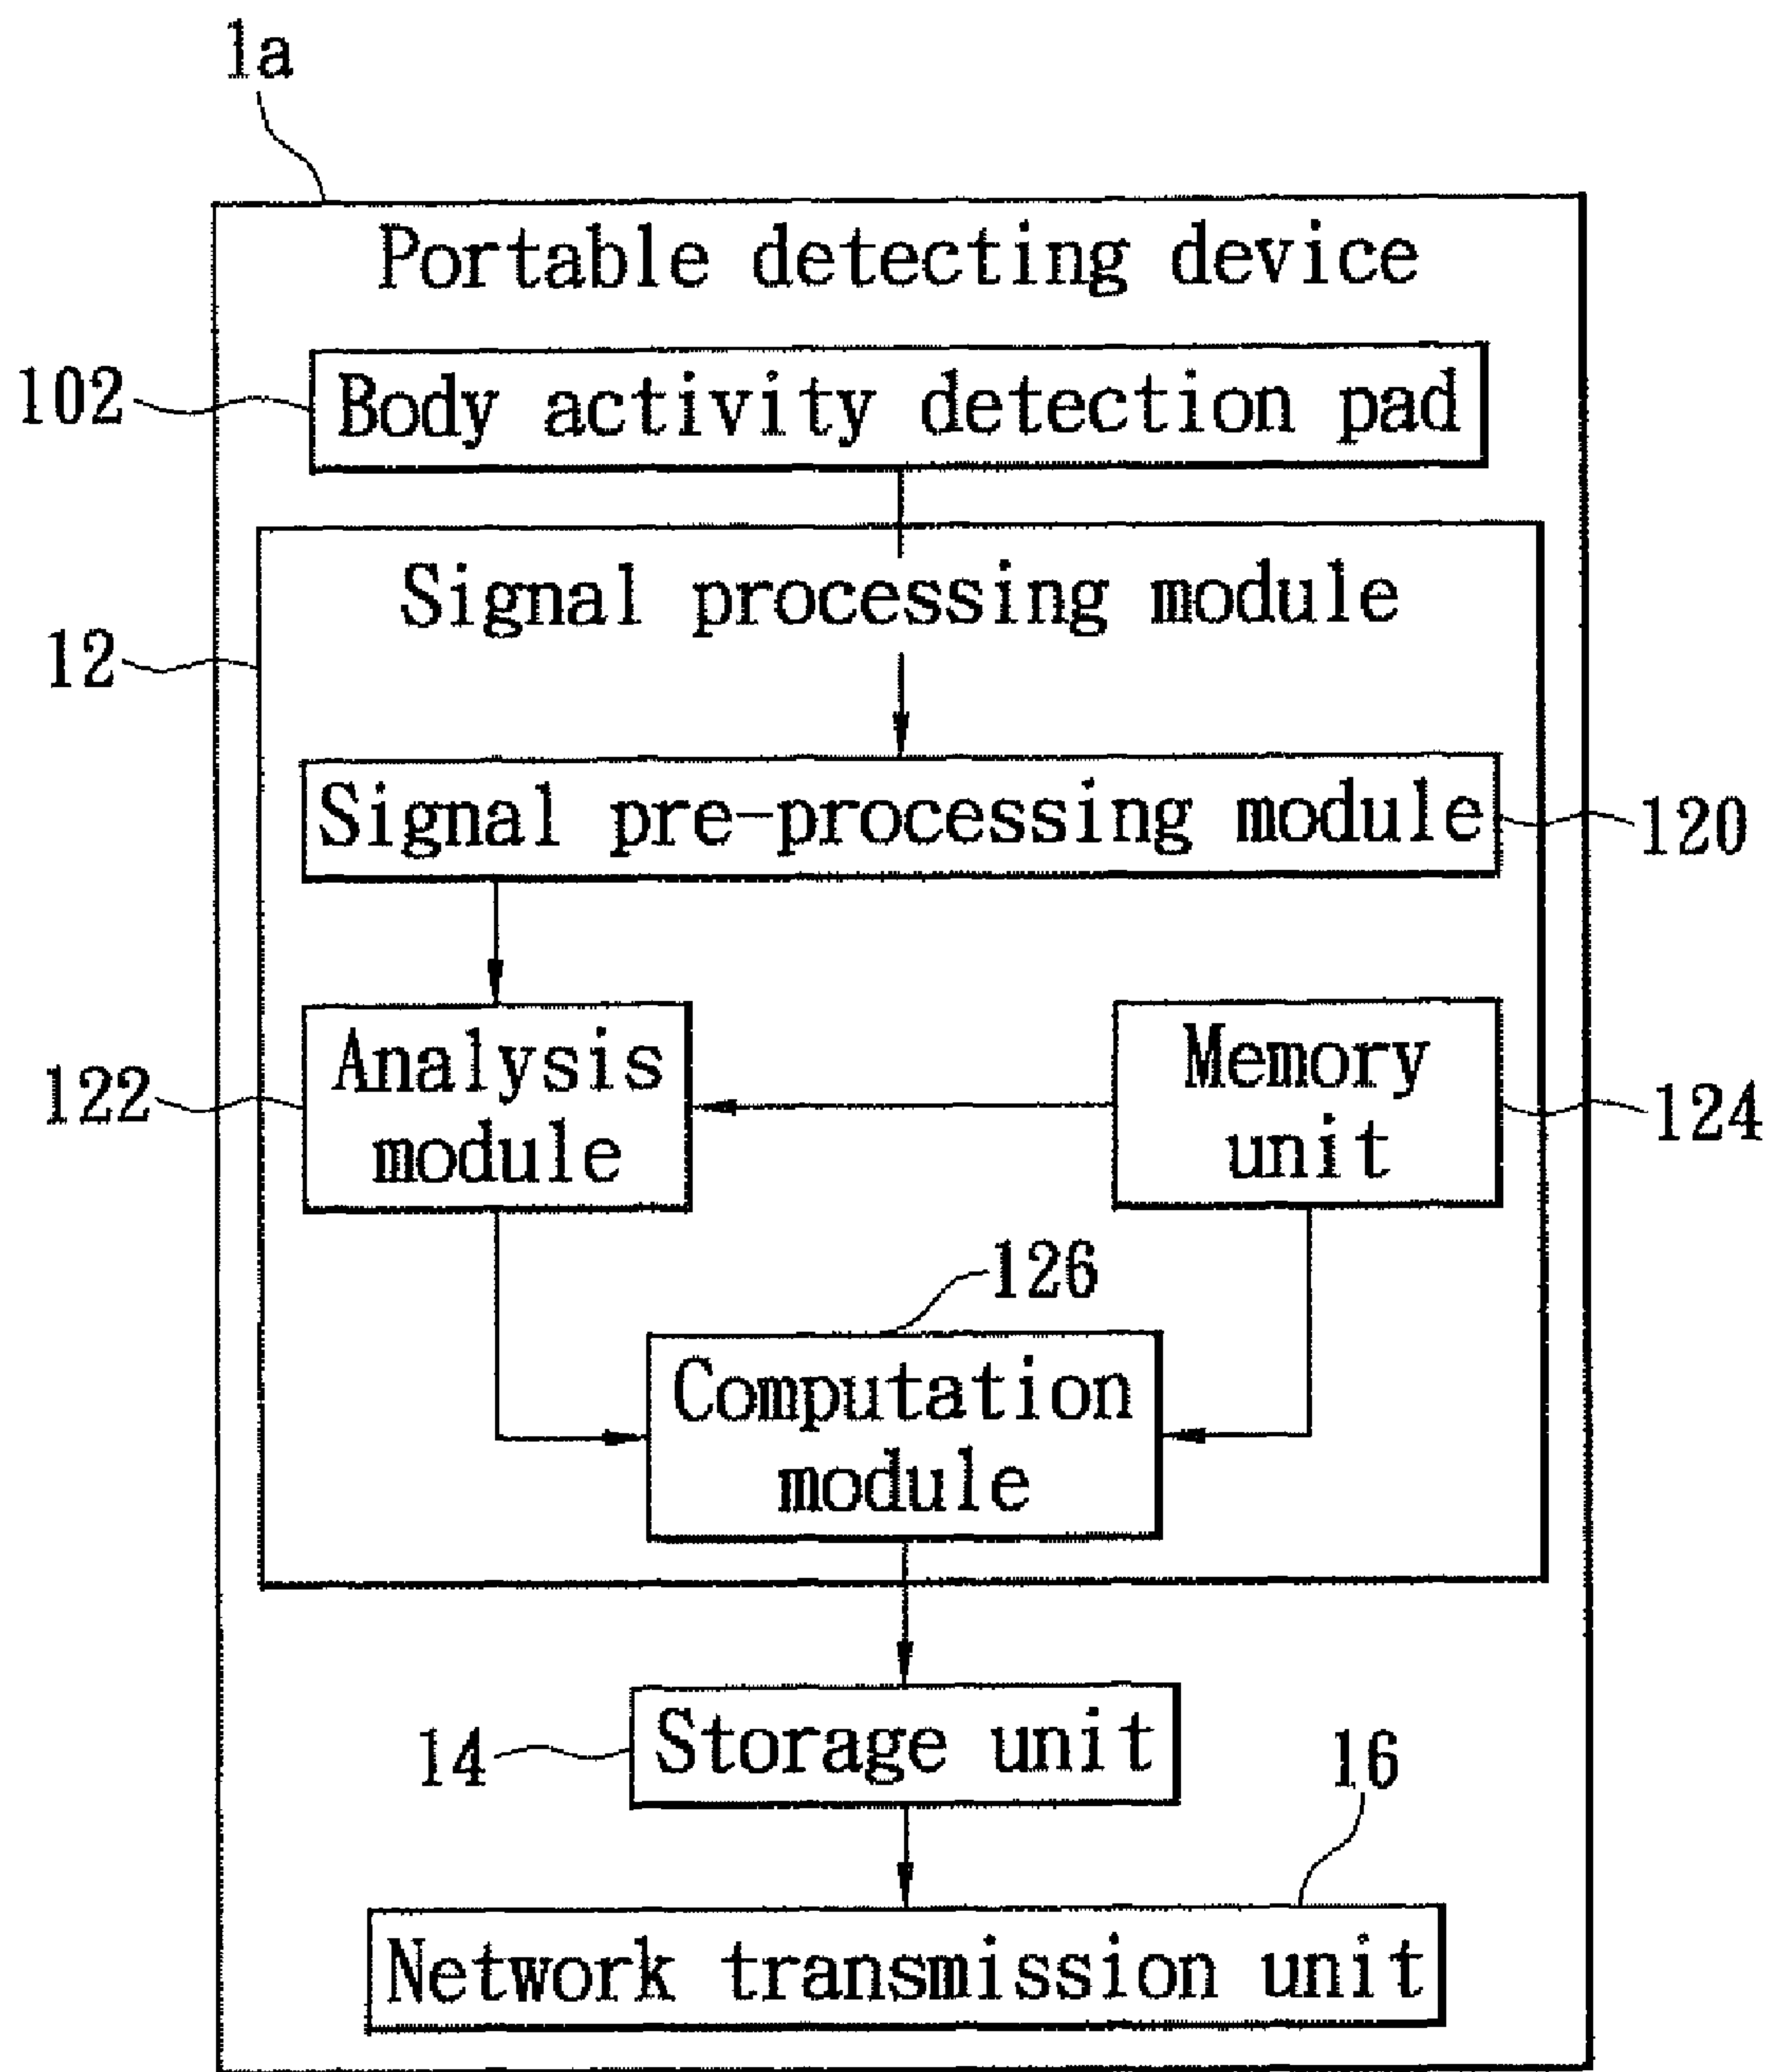 1a
Portable detecting device
102
Body activity detection pad
Signal processing module
12
Signal pre-processing module
120
Analysis
module
122
Memory
unit
124
126
Computation
module
14
Storage unit
16
Network transmission unit